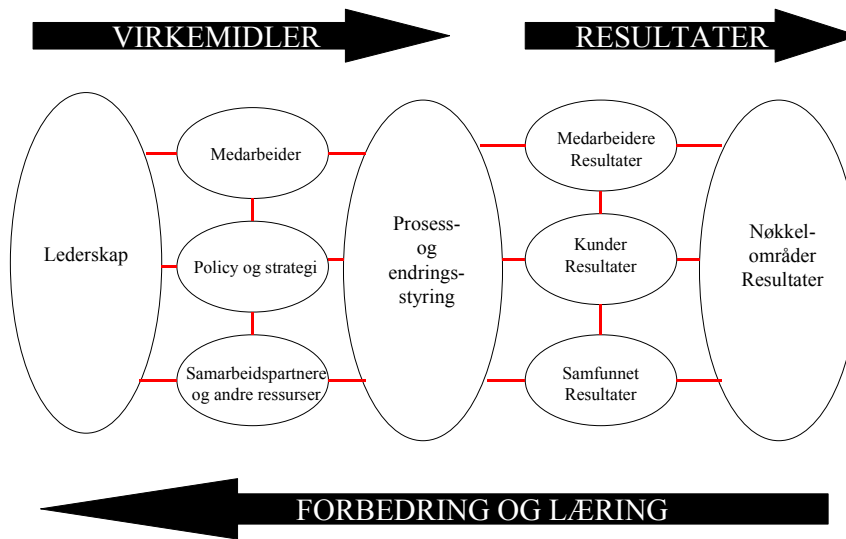 VIRKEMIDLER
RESULTATER
Lederskap
Medarbeider
Policy og strategi
Samarbeidspartnere
og andre ressurser
Prosess-
og
endrings-
styring
Medarbeidere
Resultater
Kunder
Resultater
Samfunnet
Resultater
Nøkkel-
områder
Resultater
FORBEDRING OG LÆRING